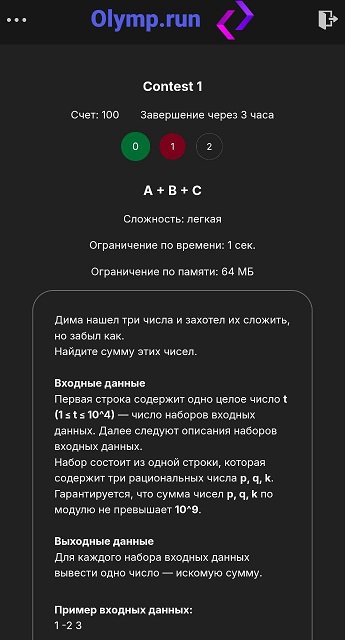 Olymp.run
Contest 1
Счет: 100 Завершение через 3 часа
0 1 2
A + B + C
Сложность: легкая
Ограничение по времени: 1 сек.
Ограничение по памяти: 64 МБ
Дима нашел три числа и захотел их сложить,
но забыл как.
Найдите сумму этих чисел.
Входные данные
Первая строка содержит одно целое число t
(1 ≤ t ≤ 10^4) — число наборов входных
данных. Далее следуют описания наборов
входных данных.
Набор состоит из одной строки, которая
содержит три рациональных числа p, q, k.
Гарантируется, что сумма чисел p, q, k по
модулю не превышает 10^9.
Выходные данные
Для каждого набора входных данных
вывести одно число — искомую сумму.
Пример входных данных:
1 -2 3